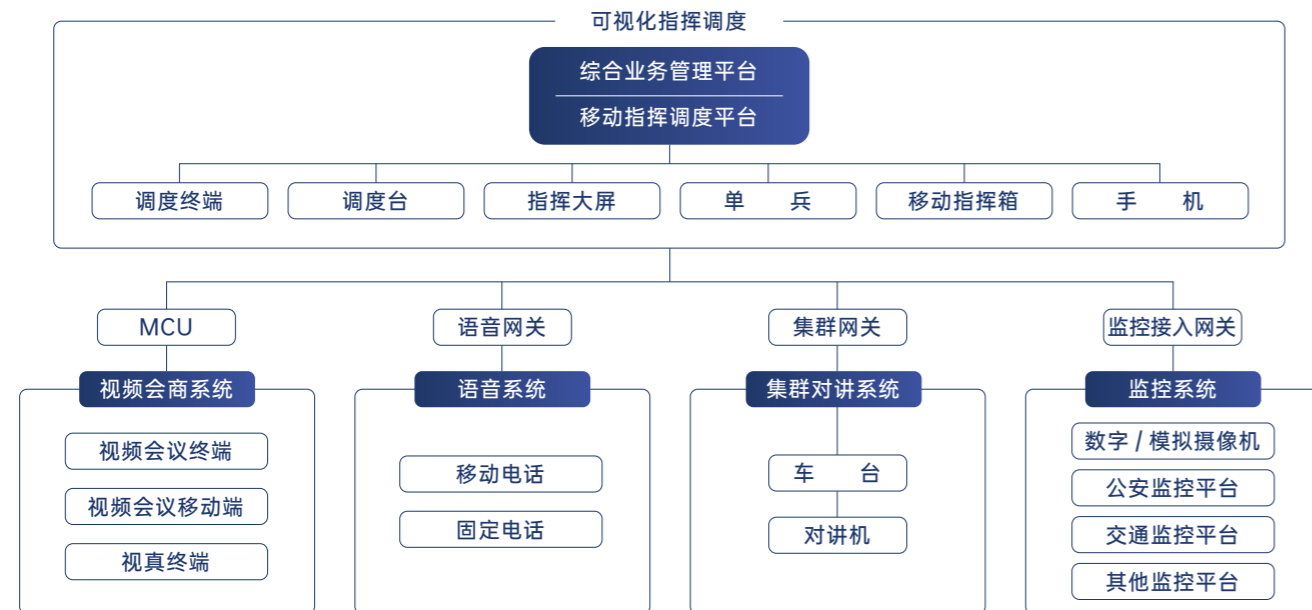 可视化指挥调度
综合业务管理平台
移动指挥调度平台
调度终端
调度台
指挥大屏
单 兵
移动指挥箱
手 机
MCU
语音网关
集群网关
监控接入网关
视频会商系统
语音系统
集群对讲系统
监控系统
视频会议终端
视频会议移动端
视真终端
移动电话
固定电话
车 台
对讲机
数字 / 模拟摄像机
公安监控平台
交通监控平台
其他监控平台